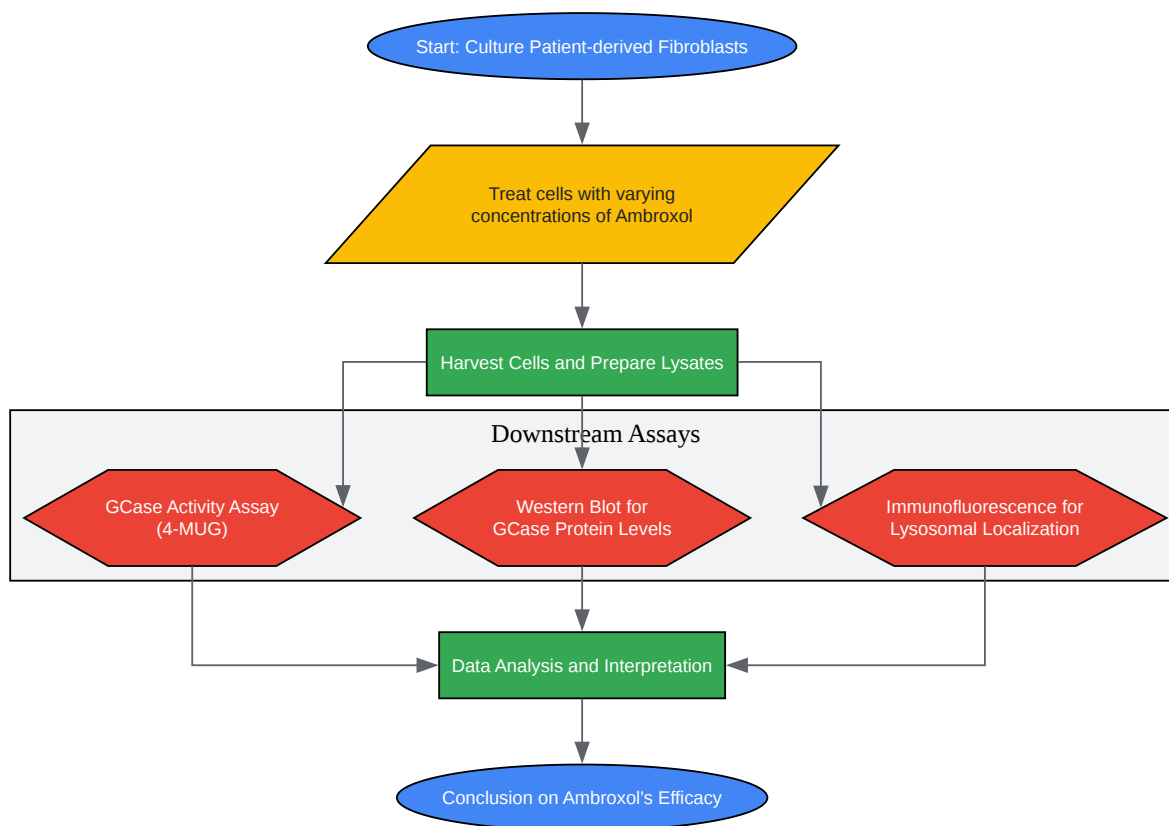 Start: Culture Patient-derived Fibroblasts
Treat cells with varying
concentrations of Ambroxol
Harvest Cells and Prepare Lysates
Downstream Assays
GCase Activity Assay
(4-MUG)
Western Blot for
GCase Protein Levels
Immunofluorescence for
Lysosomal Localization
Data Analysis and Interpretation
Conclusion on Ambroxol's Efficacy